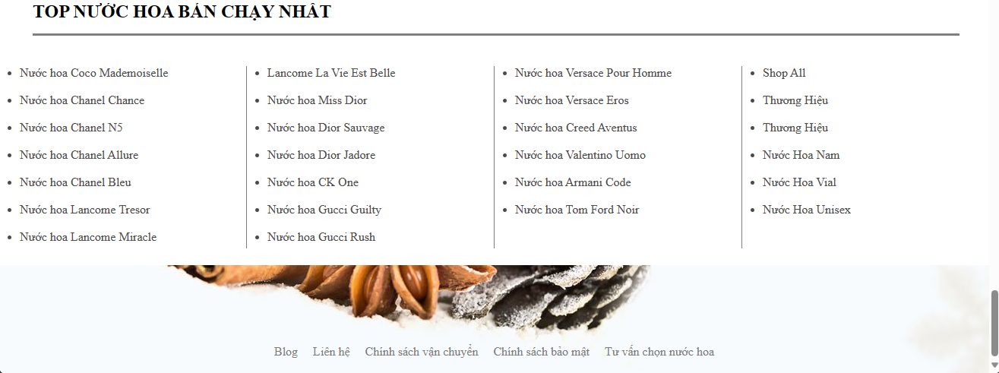 TOP NƯỚC HOA BÁN CHẠY NHẤT
Nước hoa Coco Mademoiselle
Nước hoa Chanel Chance
Nước hoa Chanel N5
Nước hoa Chanel Allure
Nước hoa Chanel Bleu
Nước hoa Lancome Tresor
Nước hoa Lancome Miracle
Lancome La Vie Est Belle
Nước hoa Miss Dior
Nước hoa Dior Sauvage
Nước hoa Dior Jadore
Nước hoa CK One
Nước hoa Gucci Guilty
Nước hoa Gucci Rush
Nước hoa Versace Pour Homme
Nước hoa Versace Eros
Nước hoa Creed Aventus
Nước hoa Valentino Uomo
Nước hoa Armani Code
Nước hoa Tom Ford Noir
Shop All
Thương Hiệu
Thương Hiệu
Nước Hoa Nam
Nước Hoa Vial
Nước Hoa Unisex
Blog Liên hệ Chính sách vận chuyển Chính sách bảo mật Tư vấn chọn nước hoa